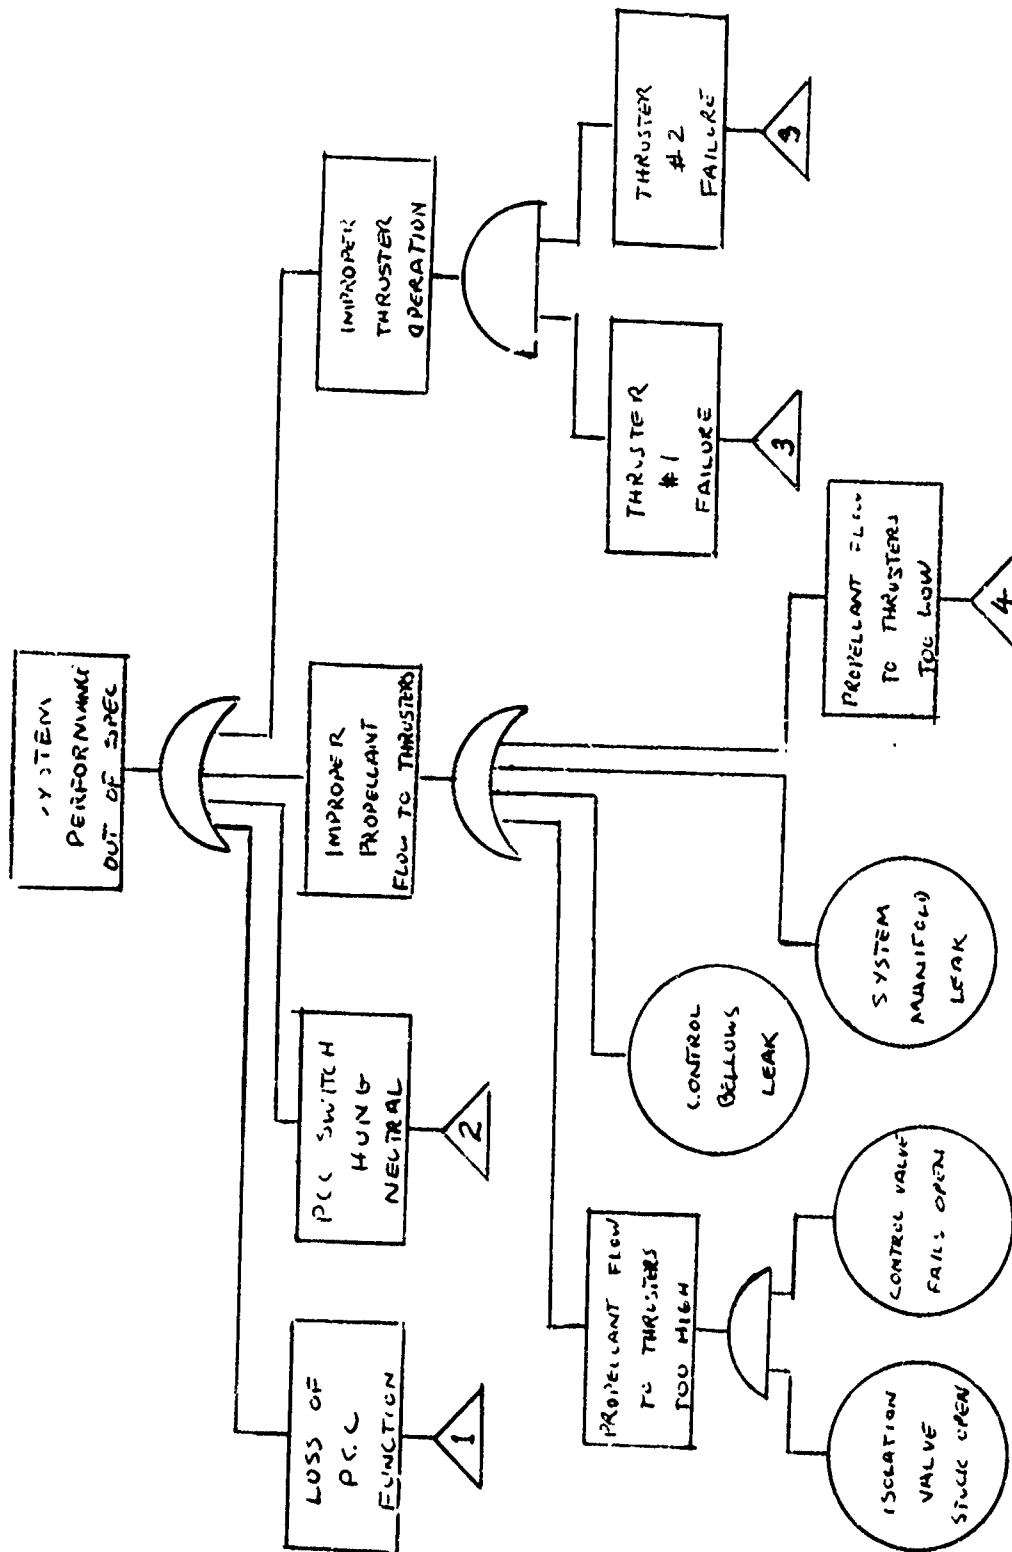 SYSTEM
PERFORMANCE
OUT OF SPEC
LOSS OF
PCC
FUNCTION
1
PCC SWITCH
HUNG
NEUTRAL
2
IMPROPER
PROPELLANT
FLOW TO THRUSTERS
IMPROPER
THRUSTER
OPERATION
PROPELLANT FLOW
TO THRUSTERS
TOO HIGH
CONTROL
BELLOWS
LEAK
SYSTEM
MANIFOLD
LEAK
PROPELLANT FLOW
TO THRUSTERS
TOO LOW
4
THRUSTER
#1
FAILURE
3
THRUSTER
#2
FAILURE
ISOLATION
VALVE
STUCK OPEN
CONTROL VALVE
FAILS OPEN